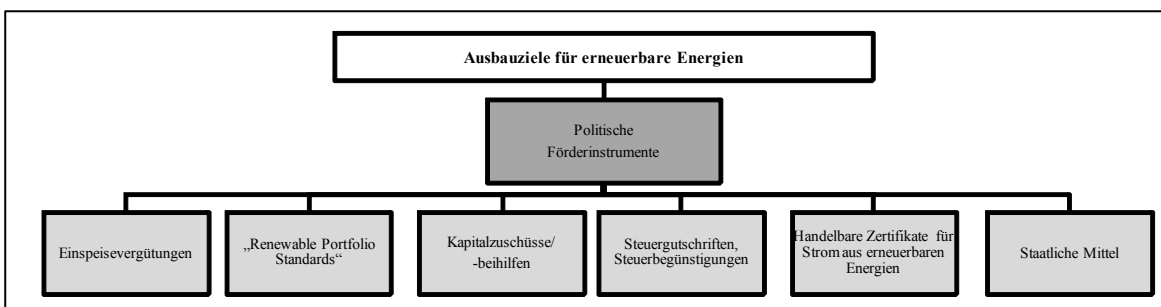 Ausbauziele für erneuerbare Energien
Politische
Förderinstrumente
Einspeisevergütungen
„Renewable Portfolio
Standards“
Kapitalzuschüsse/
-beihilfen
Steuergutschriften,
Steuerbegünstigungen
Handelbare Zertifikate für
Strom aus erneuerbaren
Energien
Staatliche Mittel